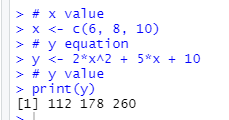 > # x value
> x <- c(6, 8, 10)
> # y equation
> y <- 2*x^2 + 5*x + 10
> # y value
> print(y)
[1] 112 178 260
>